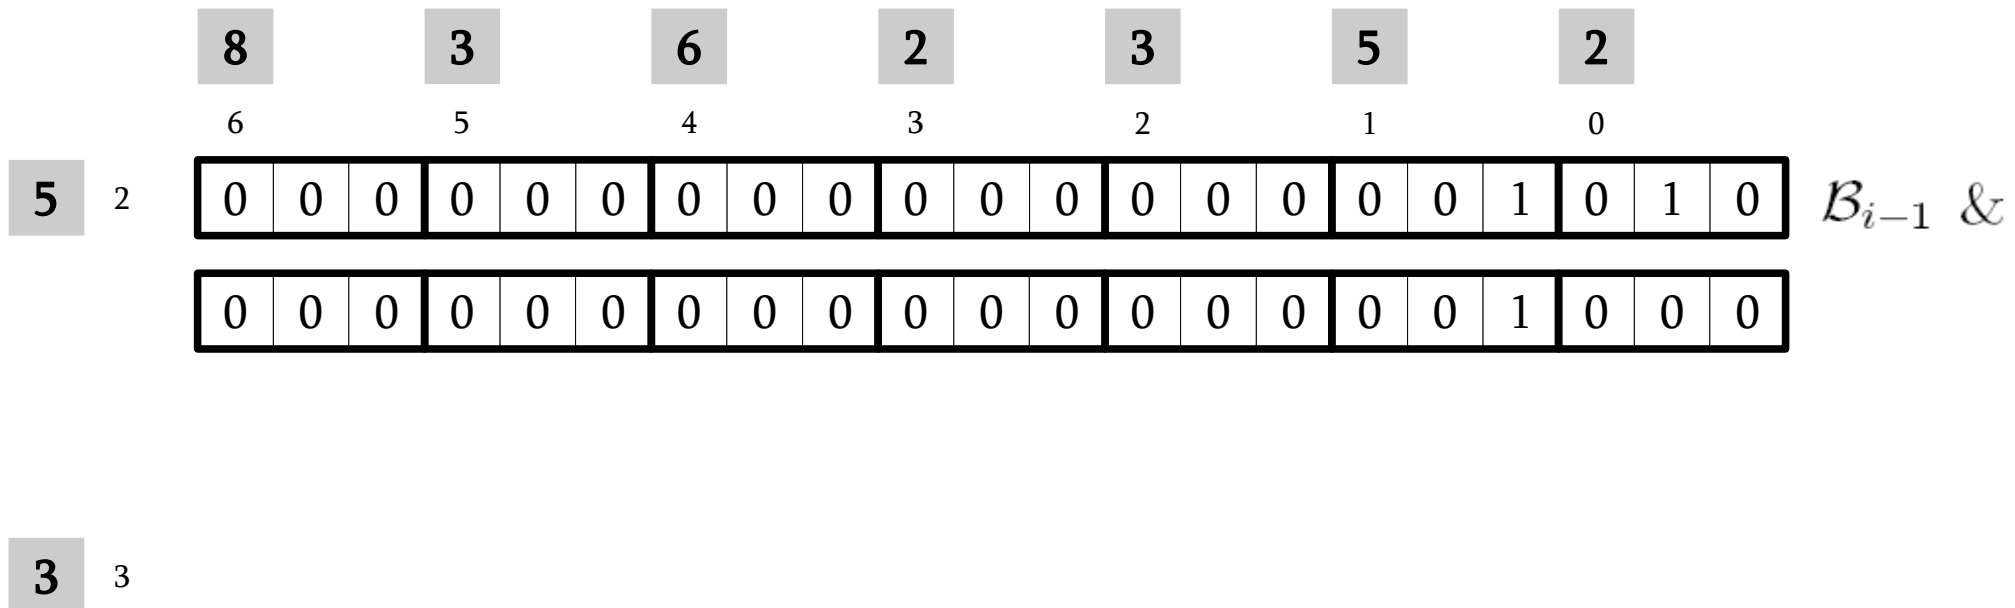 8 3 6 2 3 5 2
6 5 4 3 2 1 0
5 2 0 0 0 0 0 0 0 0 0 0 0 0 0 0 0 0 0 1 0 1 0 ℬᵢ₋₁ &
0 0 0 0 0 0 0 0 0 0 0 0 0 0 0 0 0 1 0 0 0
3 3